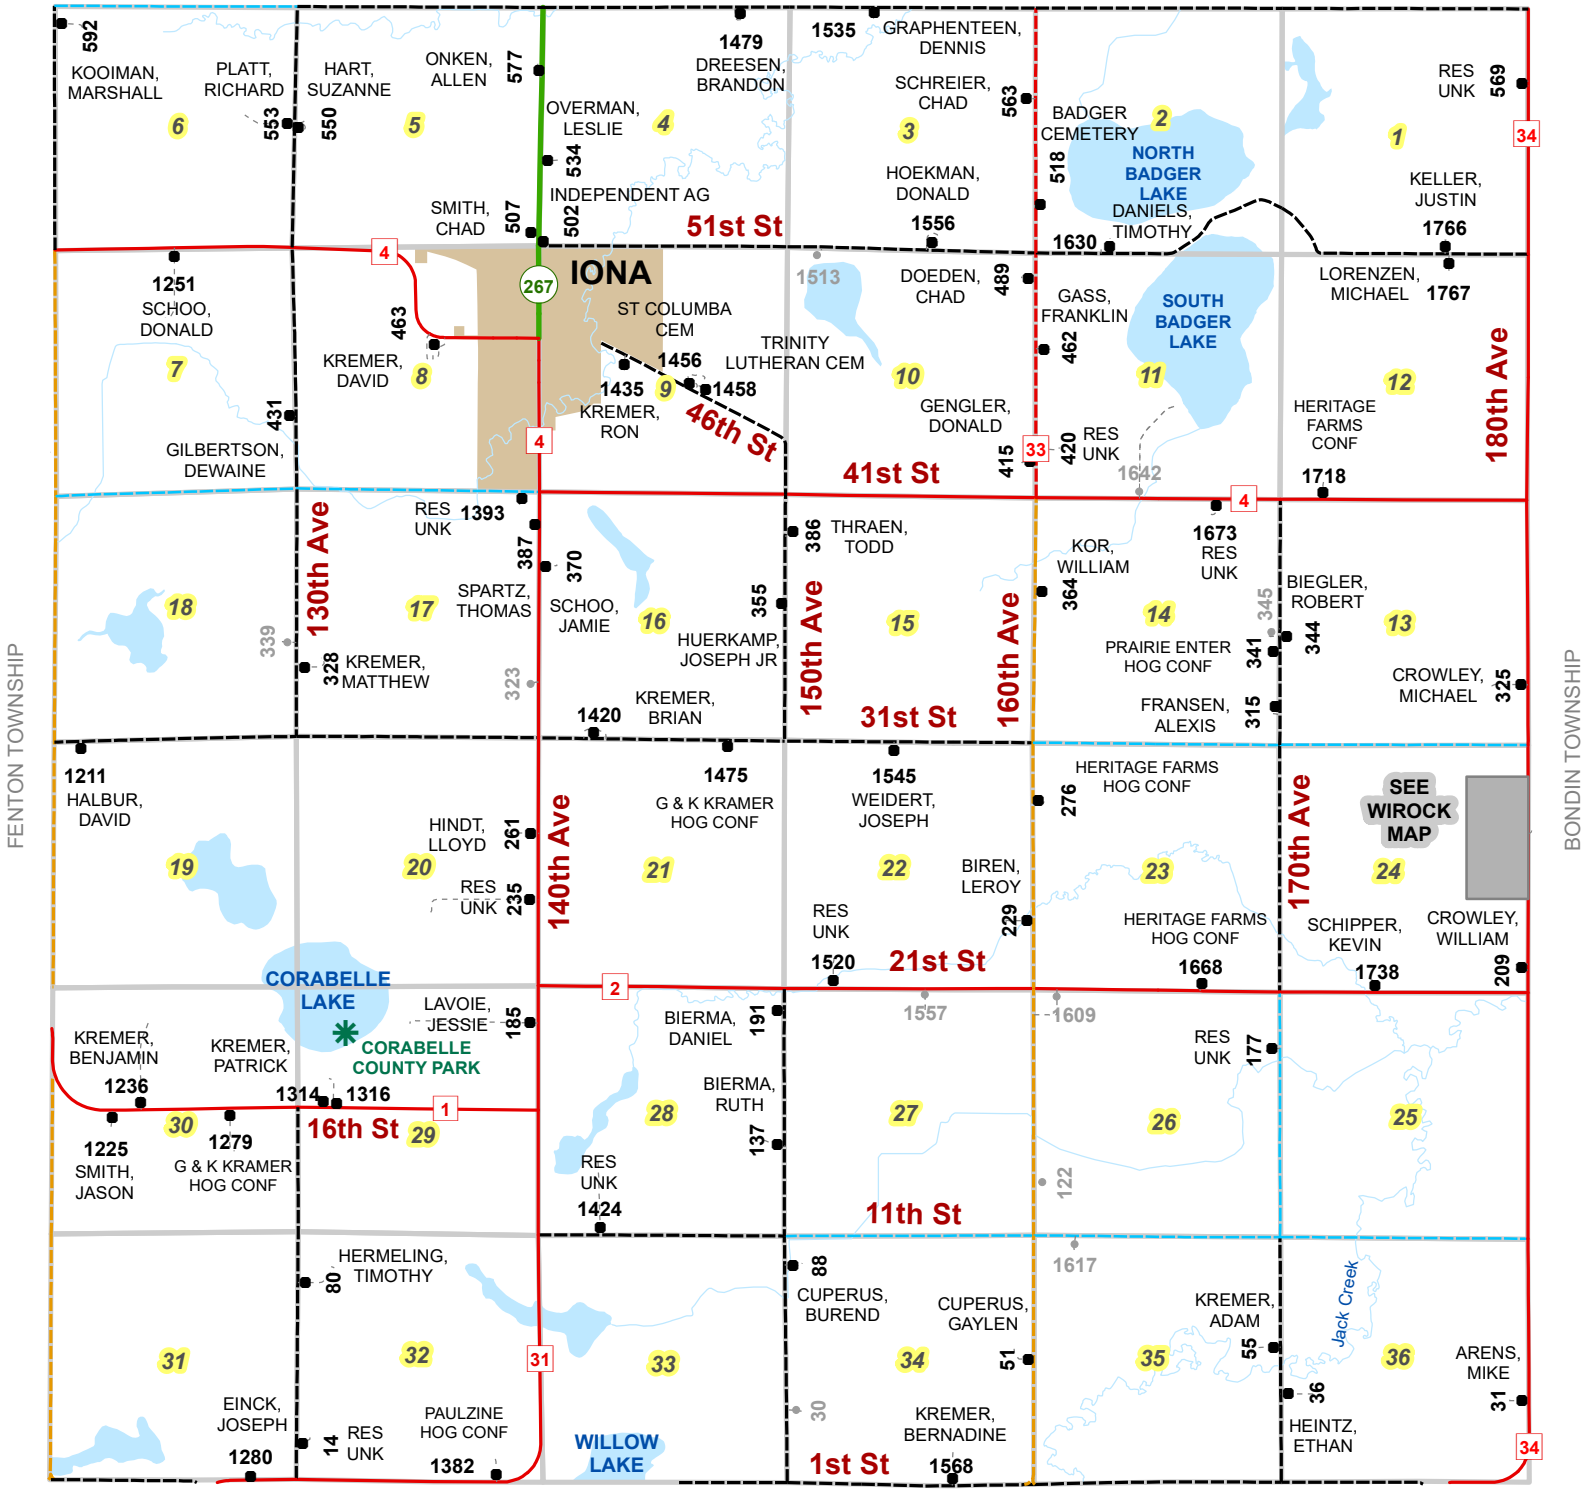 592
KOOIMAN,
MARSHALL
PLATT,
RICHARD
553
HART,
SUZANNE
550
ONKEN,
ALLEN
577
1479
DREESEN,
BRANDON
1535
GRAPHENTEEN,
DENNIS
SCHREIER,
CHAD
563
BADGER
CEMETERY
518
NORTH
BADGER
LAKE
RES
UNK
569
34
6
5
4
3
2
1
OVERMAN,
LESLIE
534
INDEPENDENT AG
502
SMITH,
CHAD
507
51st St
HOEKMAN,
DONALD
1556
DANIELS,
TIMOTHY
1630
KELLER,
JUSTIN
1766
4
1251
SCHOO,
DONALD
463
KREMER,
DAVID
267
IONA
ST COLUMBA
CEM
1456
1458
TRINITY
LUTHERAN CEM
1435
KREMER,
RON
46th St
1513
DOEDEN,
CHAD
489
GASS,
FRANKLIN
462
SOUTH
BADGER
LAKE
LORENZEN,
MICHAEL
1767
180th Ave
7
8
9
10
11
12
431
GILBERTSON,
DEWAINE
4
GENGLER,
DONALD
415
33
420
RES
UNK
1642
HERITAGE
FARMS
CONF
1718
41st St
4
130th Ave
RES
UNK
1393
387
370
SPARTZ,
THOMAS
SCHOO,
JAMIE
386
THRAEN,
TODD
355
HUERKAMP,
JOSEPH JR
150th Ave
160th Ave
KOR,
WILLIAM
364
1673
RES
UNK
345
BIEGLER,
ROBERT
344
PRAIRIE ENTER
HOG CONF
341
FRANSEN,
ALEXIS
315
CROWLEY,
MICHAEL
325
18
17
16
15
14
13
339
328
KREMER,
MATTHEW
323
KREMER,
BRIAN
1420
31st St
FENTON TOWNSHIP
BONDIN TOWNSHIP
1211
HALBUR,
DAVID
HINDT,
LLOYD
261
RES
UNK
235
140th Ave
1475
G & K KRAMER
HOG CONF
1545
WEIDERT,
JOSEPH
276
HERITAGE FARMS
HOG CONF
170th Ave
SEE
WIROCK
MAP
19
20
21
22
23
24
BIREN,
LEROY
229
RES
UNK
1520
21st St
HERITAGE FARMS
HOG CONF
1668
SCHIPPER,
KEVIN
1738
CROWLEY,
WILLIAM
209
CORABELLE
LAKE
2
LAVOIE,
JESSIE
185
CORABELLE
COUNTY PARK
KREMER,
BENJAMIN
1236
KREMER,
PATRICK
1314
1316
1
16th St
1225
SMITH,
JASON
1279
G & K KRAMER
HOG CONF
BIERMA,
DANIEL
191
BIERMA,
RUTH
137
1557
1609
RES
UNK
177
30
29
28
27
26
25
RES
UNK
1424
122
11th St
1617
HERMELING,
TIMOTHY
80
88
CUPERUS,
BUREND
CUPERUS,
GAYLEN
51
KREMER,
ADAM
55
Jack Creek
36
HEINTZ,
ETHAN
ARENS,
MIKE
31
31
32
31
33
34
35
36
EINCK,
JOSEPH
1280
14
RES
UNK
PAULZINE
HOG CONF
1382
WILLOW
LAKE
30
1st St
KREMER,
BERNADINE
1568
34